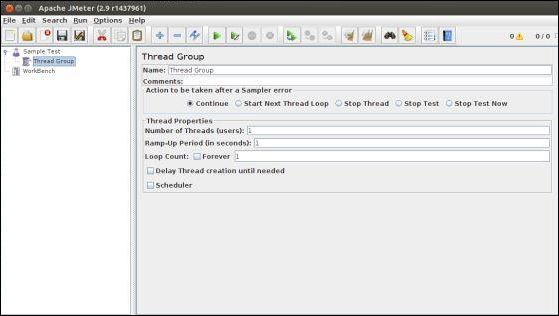 Apache JMeter (2.9 r1437961)
File Edit Search Run Options Help
0 0 / 0
Sample Test
Thread Group
WorkBench
Thread Group
Name: Thread Group
Comments:
Action to be taken after a Sampler error
Continue Start Next Thread Loop Stop Thread Stop Test Stop Test Now
Thread Properties
Number of Threads (users): 1
Ramp-Up Period (in seconds): 1
Loop Count: Forever 1
Delay Thread creation until needed
Scheduler